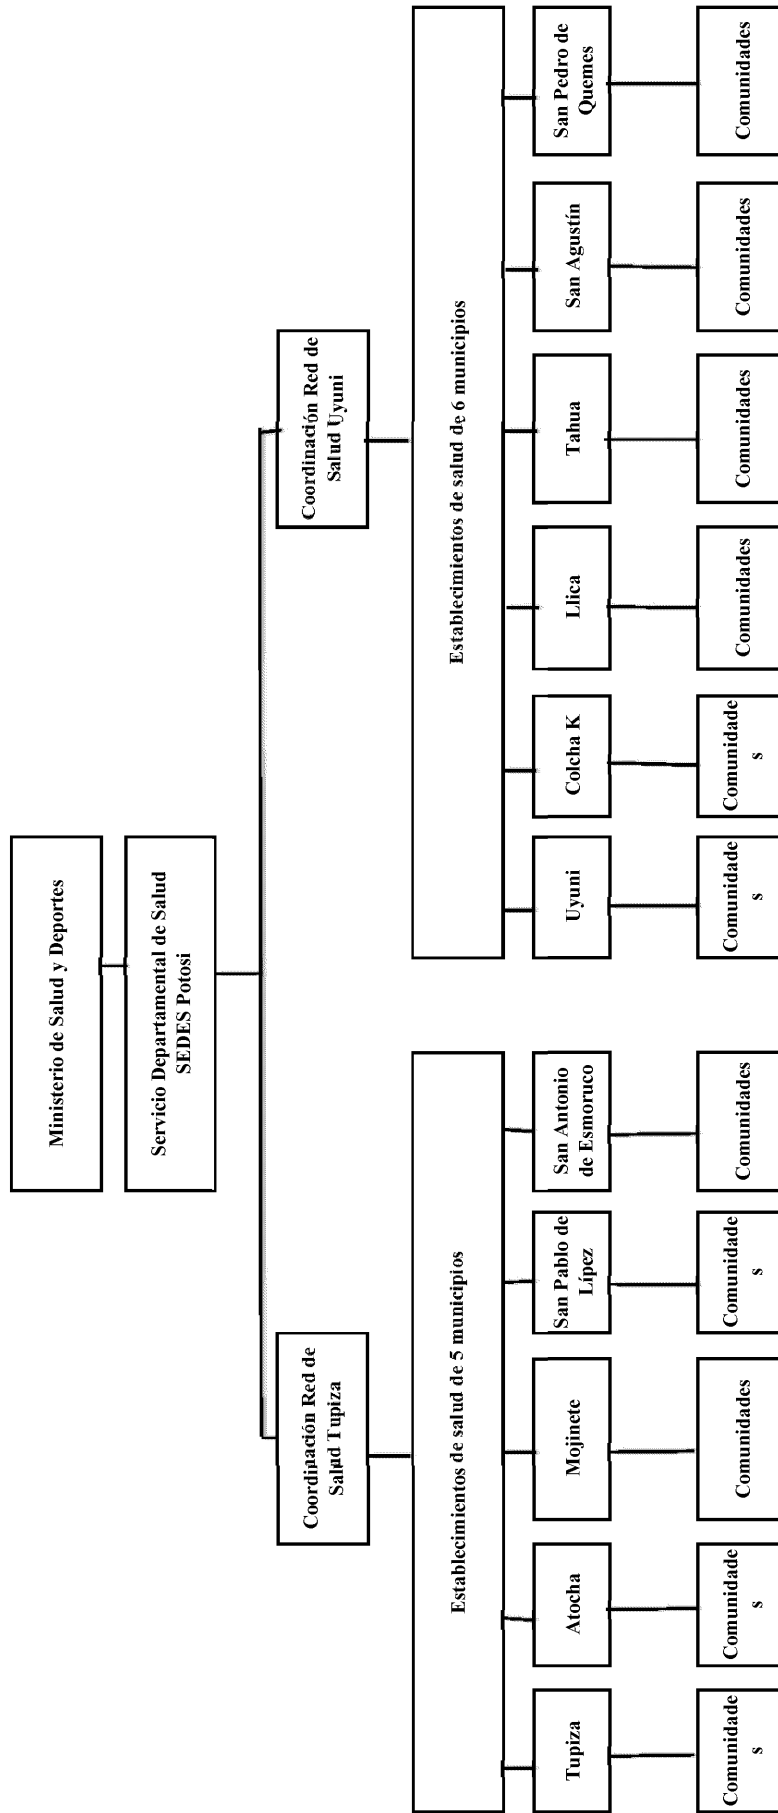 Ministerio de Salud y Deportes
Servicio Departamental de Salud
SEDES Potosi
Coordinación Red de
Salud Tupiza
Coordinación Red de
Salud Uyuni
Establecimientos de salud de 5 municipios
Establecimientos de salud de 6 municipios
Tupiza
Atocha
Mojinete
San Pablo de
Lípez
San Antonio
de Esmoruco
Uyuni
Colcha K
Llica
Tahua
San Agustín
San Pedro de
Quemes
Comunidade
s
Comunidade
s
Comunidades
Comunidade
s
Comunidades
Comunidade
s
Comunidade
s
Comunidades
Comunidades
Comunidades
Comunidades